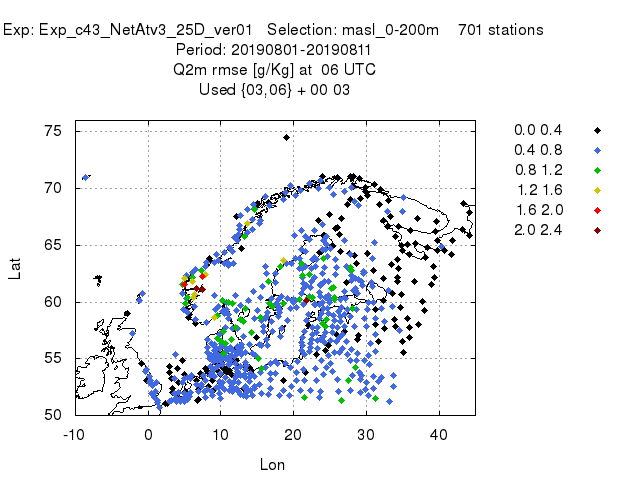 Exp: Exp_c43_NetAtv3_25D_ver01 Selection: masl_0-200m 701 stations
Period: 20190801-20190811
Q2m rmse [g/Kg] at 06 UTC
Used {03,06} + 00 03
75
70
65
60
55
50
Lat
-10 0 10 20 30 40
Lon
0.0 0.4
0.4 0.8
0.8 1.2
1.2 1.6
1.6 2.0
2.0 2.4